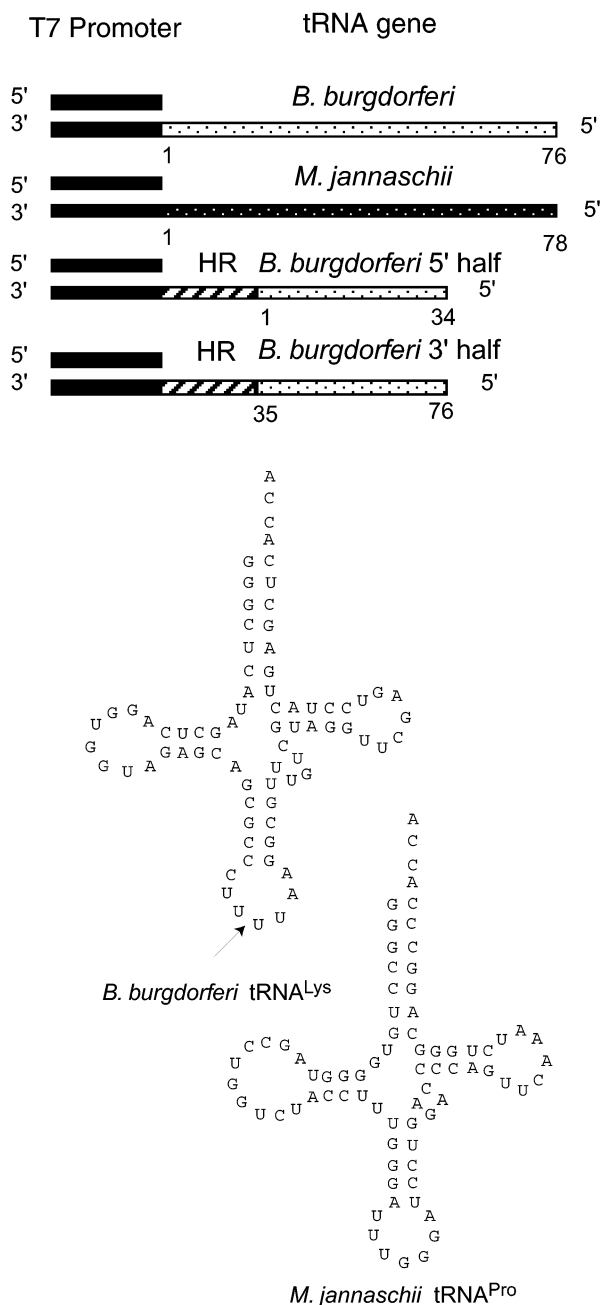 T7 Promoter tRNA gene
5' B. burgdorferi
3' 5'
1 76
5' M. jannaschii
3' 5'
1 78
5' HR B. burgdorferi 5' half
3' 5'
1 34
5' HR B. burgdorferi 3' half
3' 5'
35 76
A
C
C
A
G C
G U
G C
C G
U A
C G
A U
U G G A C U C G A U C A U C C U G A G
G G U A G A G C A G U A G G U U C
C U
U U U G
G U
C G
G C
C G
C G
C A
U A
U U U
B. burgdorferi tRNALys
A
C
C
A
G C
G C
G C
C G
C G
U A
G C
U C C G A U G G G G U G G G U C U A A A
G G U C U A C C U U C C C A G U U C
C
A A G
U G
G U
G C
G C
A U
U A
U G
U G G
M. jannaschii tRNAPro